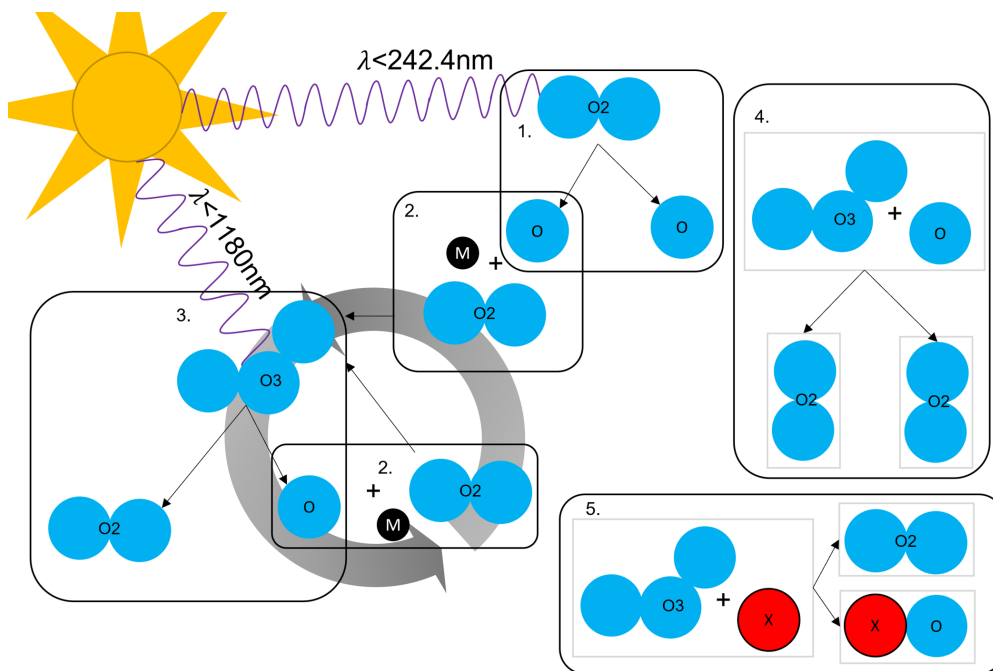 λ<242.4nm
O2
1.
O
O
2.
M
+
O2
λ<1180nm
3.
O3
O2
O
2.
+
M
O2
4.
O3
+
O
O2
O2
5.
O3
+
X
O2
X
O